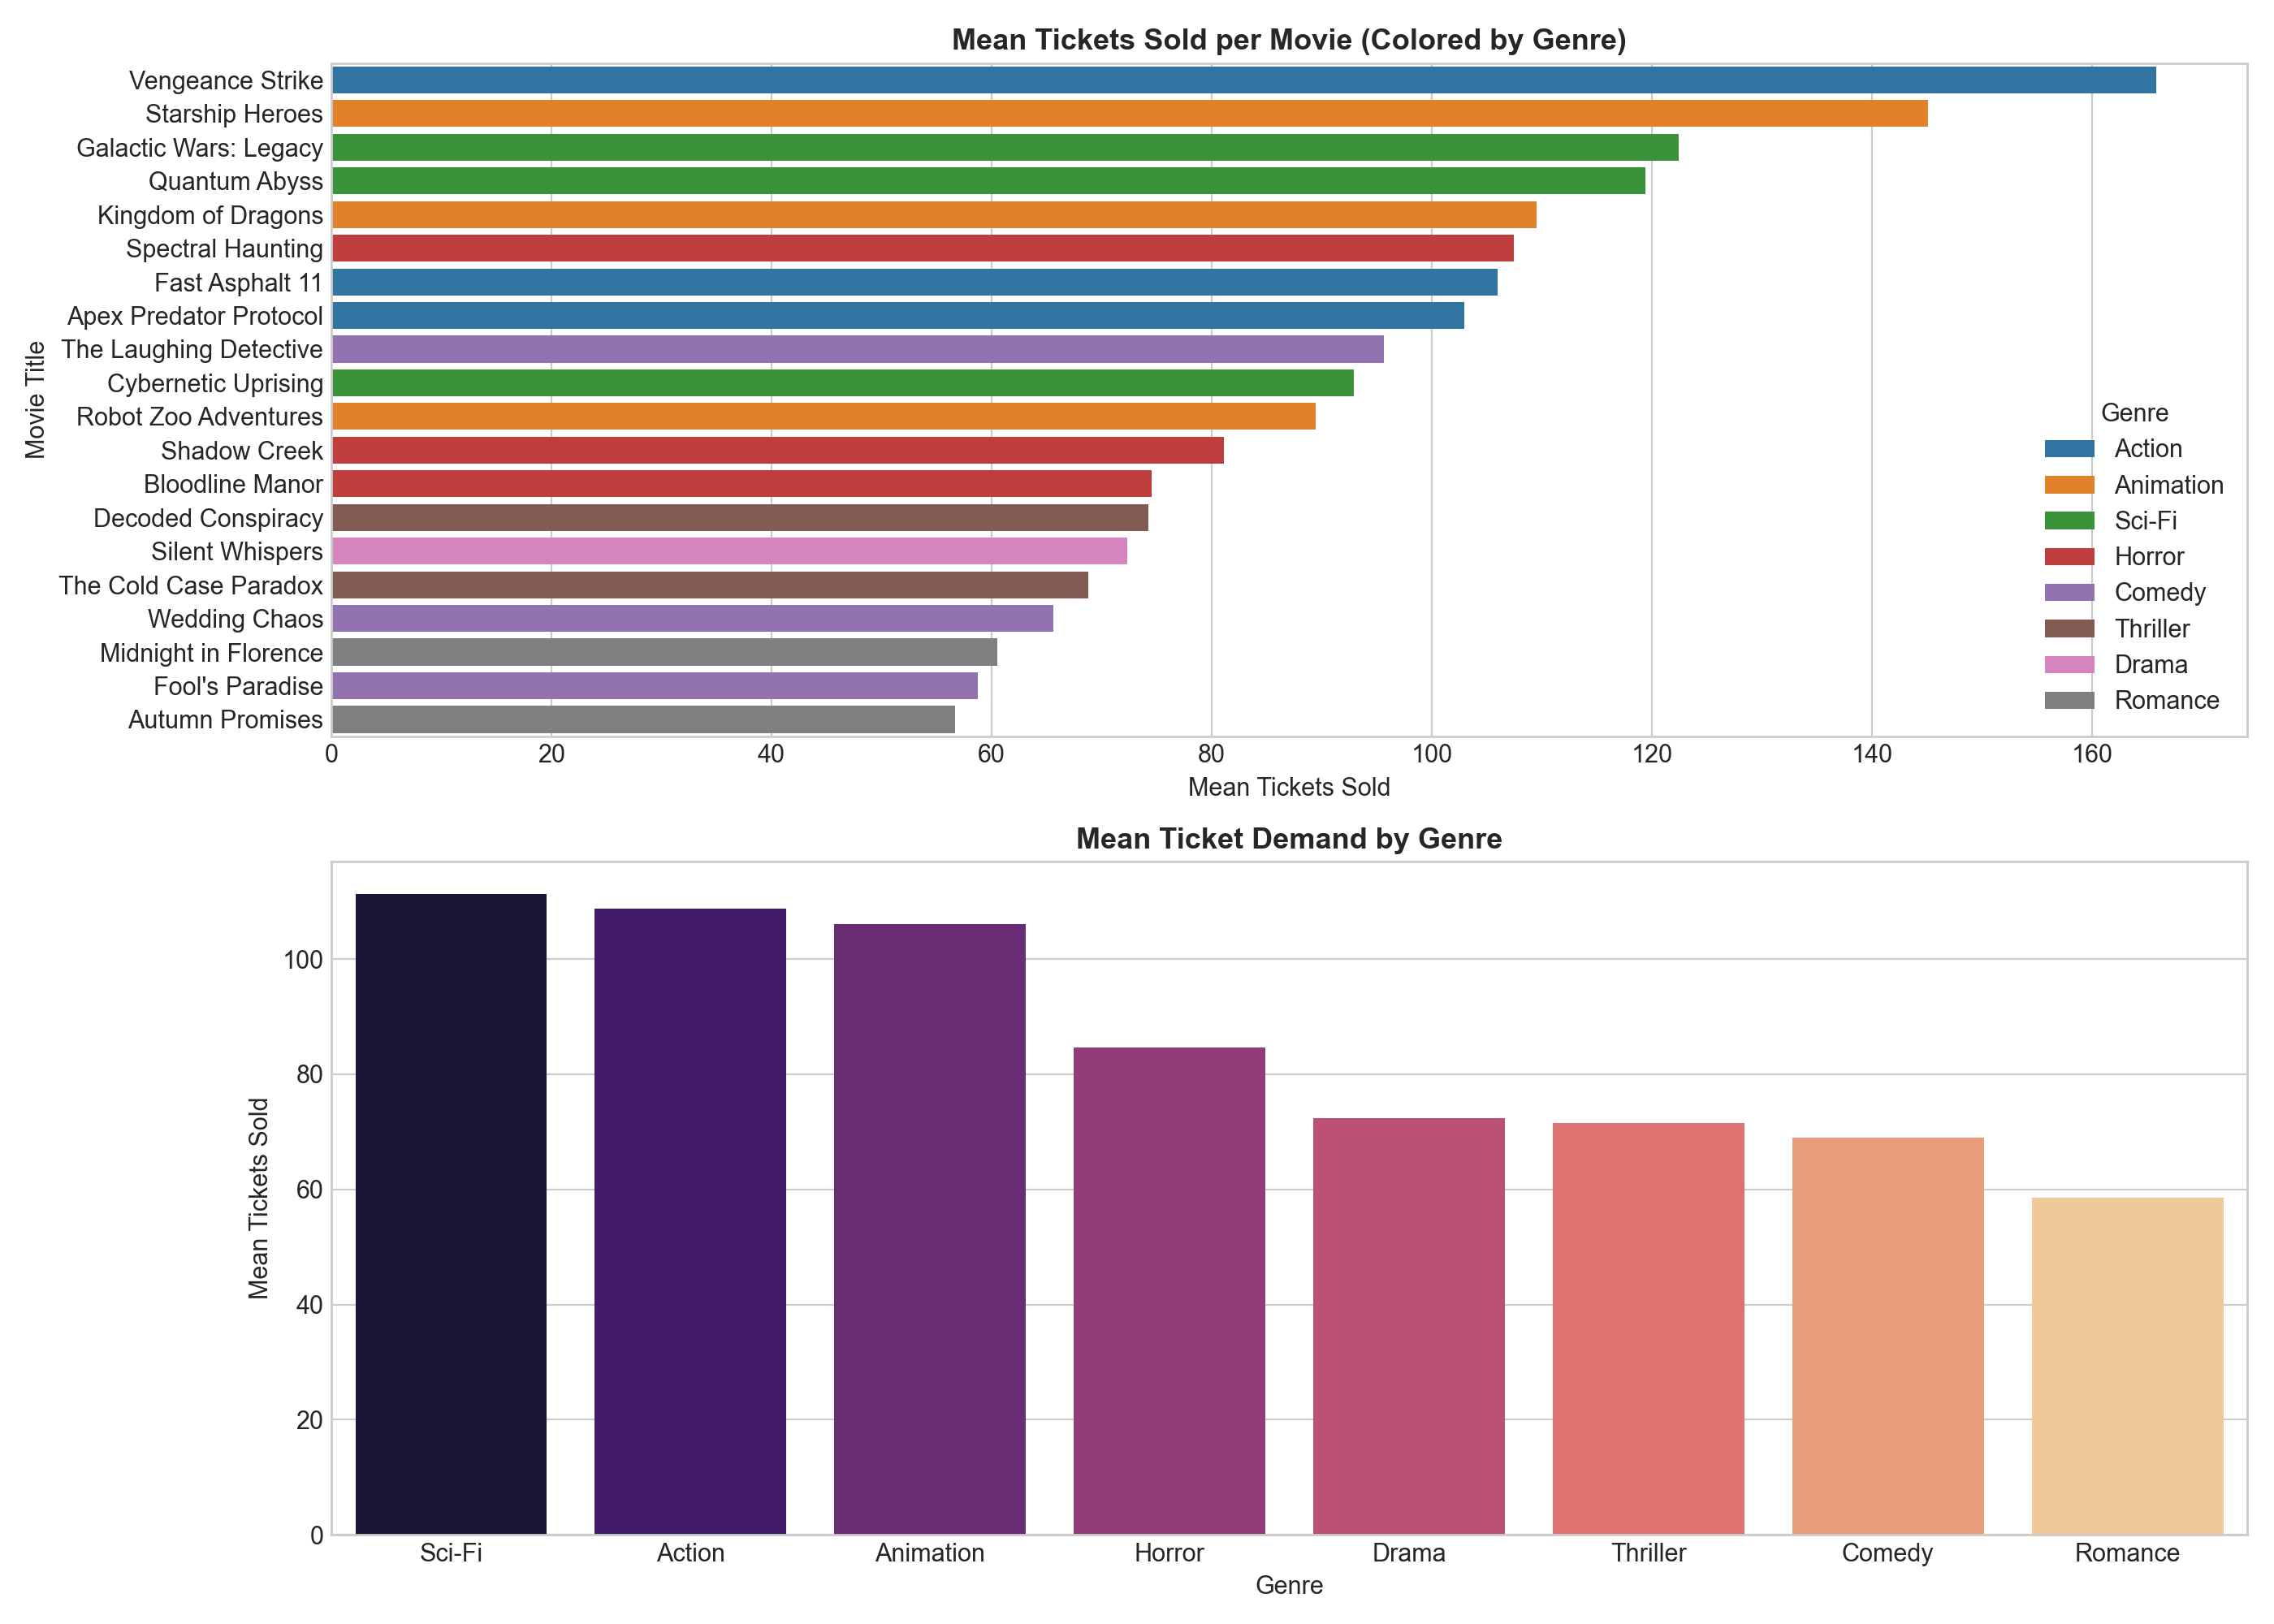 Mean Tickets Sold per Movie (Colored by Genre)
Movie Title
Vengeance Strike
Starship Heroes
Galactic Wars: Legacy
Quantum Abyss
Kingdom of Dragons
Spectral Haunting
Fast Asphalt 11
Apex Predator Protocol
The Laughing Detective
Cybernetic Uprising
Robot Zoo Adventures
Shadow Creek
Bloodline Manor
Decoded Conspiracy
Silent Whispers
The Cold Case Paradox
Wedding Chaos
Midnight in Florence
Fool's Paradise
Autumn Promises
Genre
Action
Animation
Sci-Fi
Horror
Comedy
Thriller
Drama
Romance
0 20 40 60 80 100 120 140 160
Mean Tickets Sold
Mean Ticket Demand by Genre
Mean Tickets Sold
100
80
60
40
20
0
Sci-Fi Action Animation Horror Drama Thriller Comedy Romance
Genre